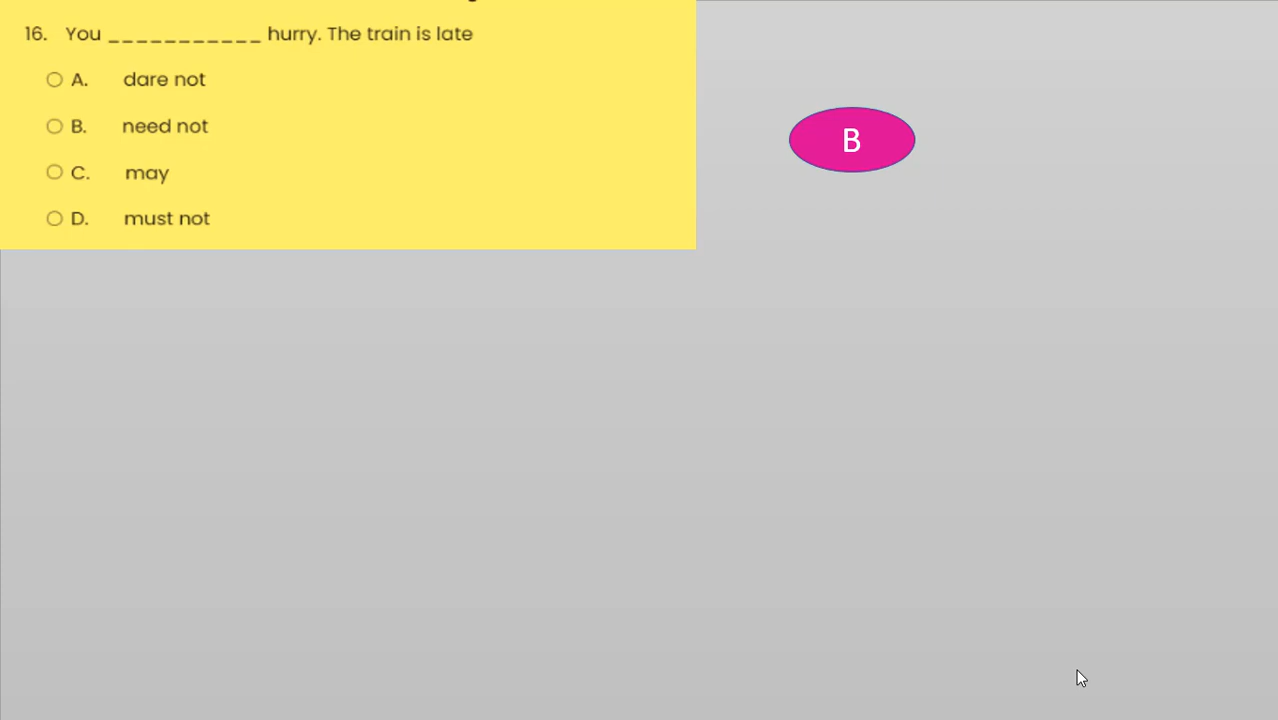 16. You ___________ hurry. The train is late
A. dare not
B. need not
C. may
D. must not
B